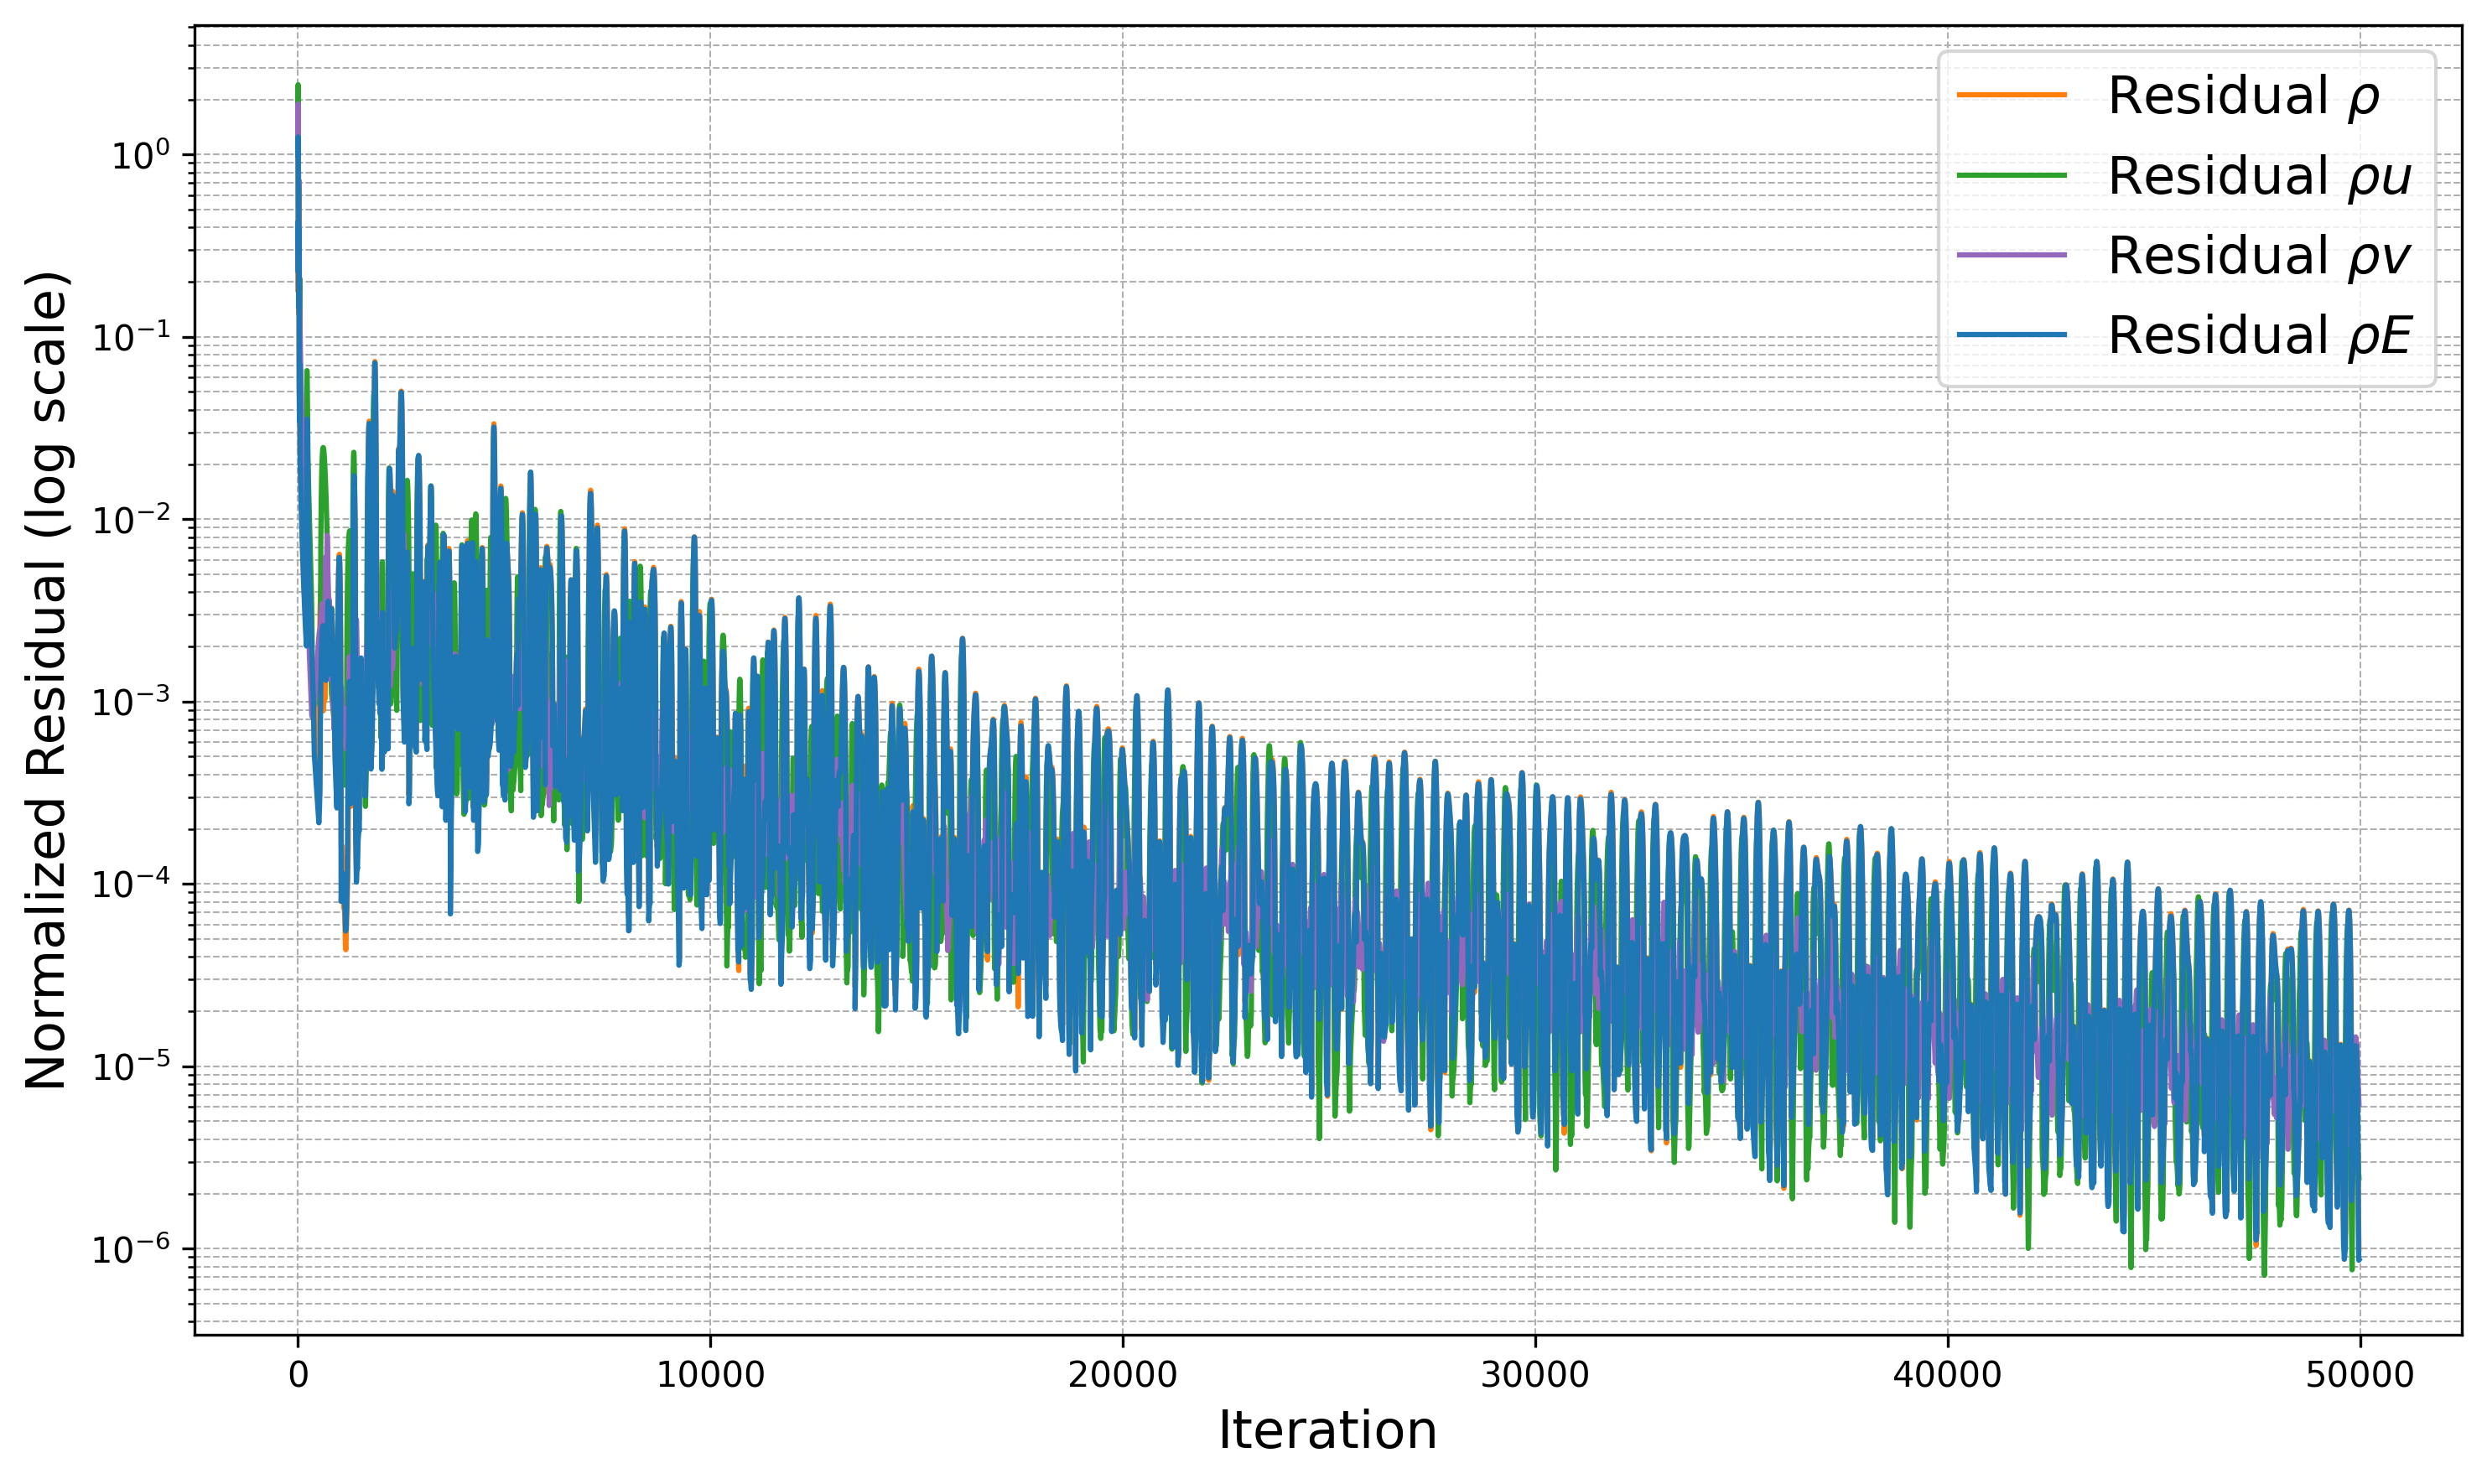 Normalized Residual (log scale)
10⁰
10⁻¹
10⁻²
10⁻³
10⁻⁴
10⁻⁵
10⁻⁶
Residual ρ
Residual ρu
Residual ρv
Residual ρE
0 10000 20000 30000 40000 50000
Iteration